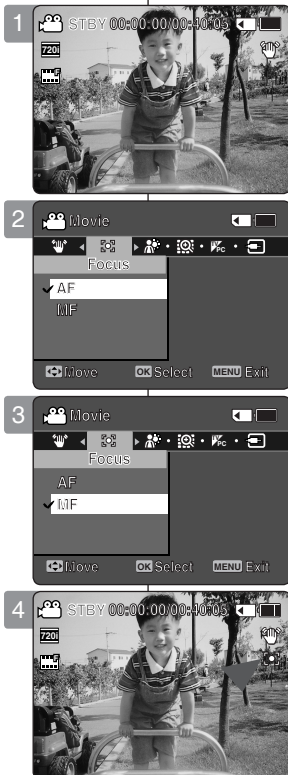 1
STBY 00:00:00/00:40:05
720i
F
2
Movie
PC
Focus
AF
MF
Move OK Select MENU Exit
3
Movie
PC
Focus
AF
MF
Move OK Select MENU Exit
4
STBY 00:00:00/00:40:05
720i
F